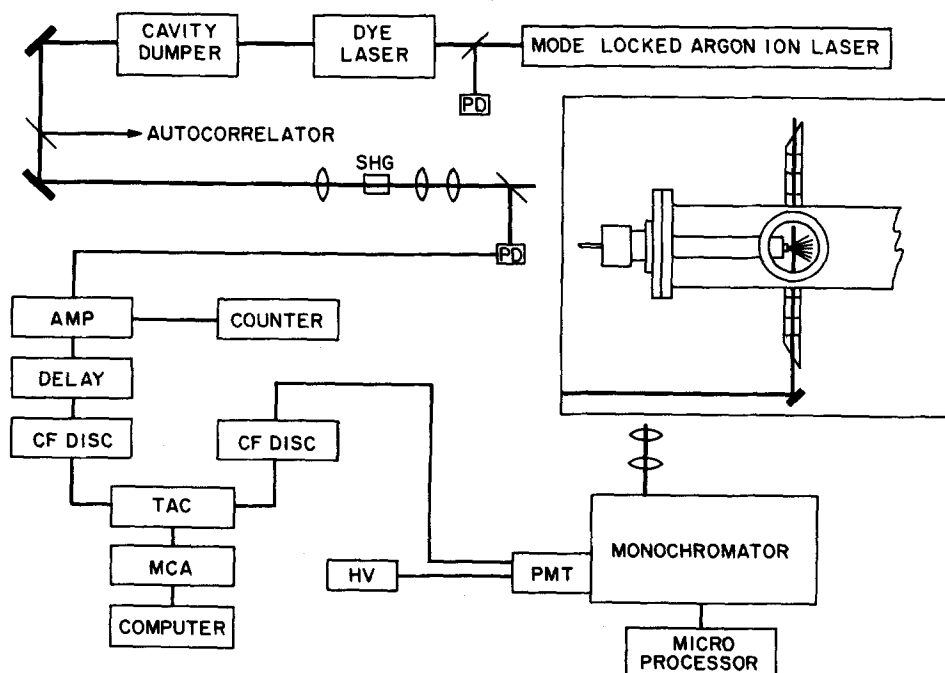 CAVITY
DUMPER
DYE
LASER
MODE LOCKED ARGON ION LASER
PD
AUTOCORRELATOR
SHG
PD
AMP
COUNTER
DELAY
CF DISC
CF DISC
TAC
MCA
COMPUTER
HV
PMT
MONOCHROMATOR
MICRO
PROCESSOR